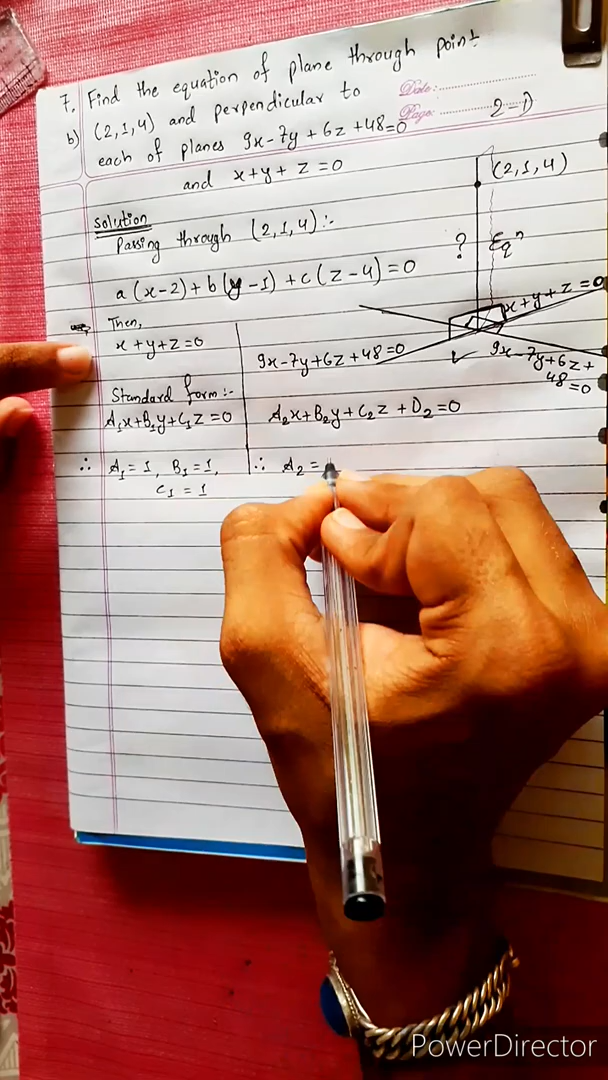 7. Find the equation of plane through point
b) (2,1,4) and perpendicular to
Date:
each of planes 9x-7y+6z+48=0
Page: 2-1)
and x+y+z=0
Solution
Passing through (2,1,4):-
(2,1,4)
? Eqⁿ
a(x-2)+b(y-1)+c(z-4)=0
x+y+z=0
Then,
x+y+z=0
9x-7y+6z+48=0
9x-7y+6z+
48
=0
Standard form:-
A₁x+B₁y+C₁z=0
A₂x+B₂y+C₂z+D₂=0
∴ A₁=1, B₁=1,
C₁=1
∴ A₂=
PowerDirector